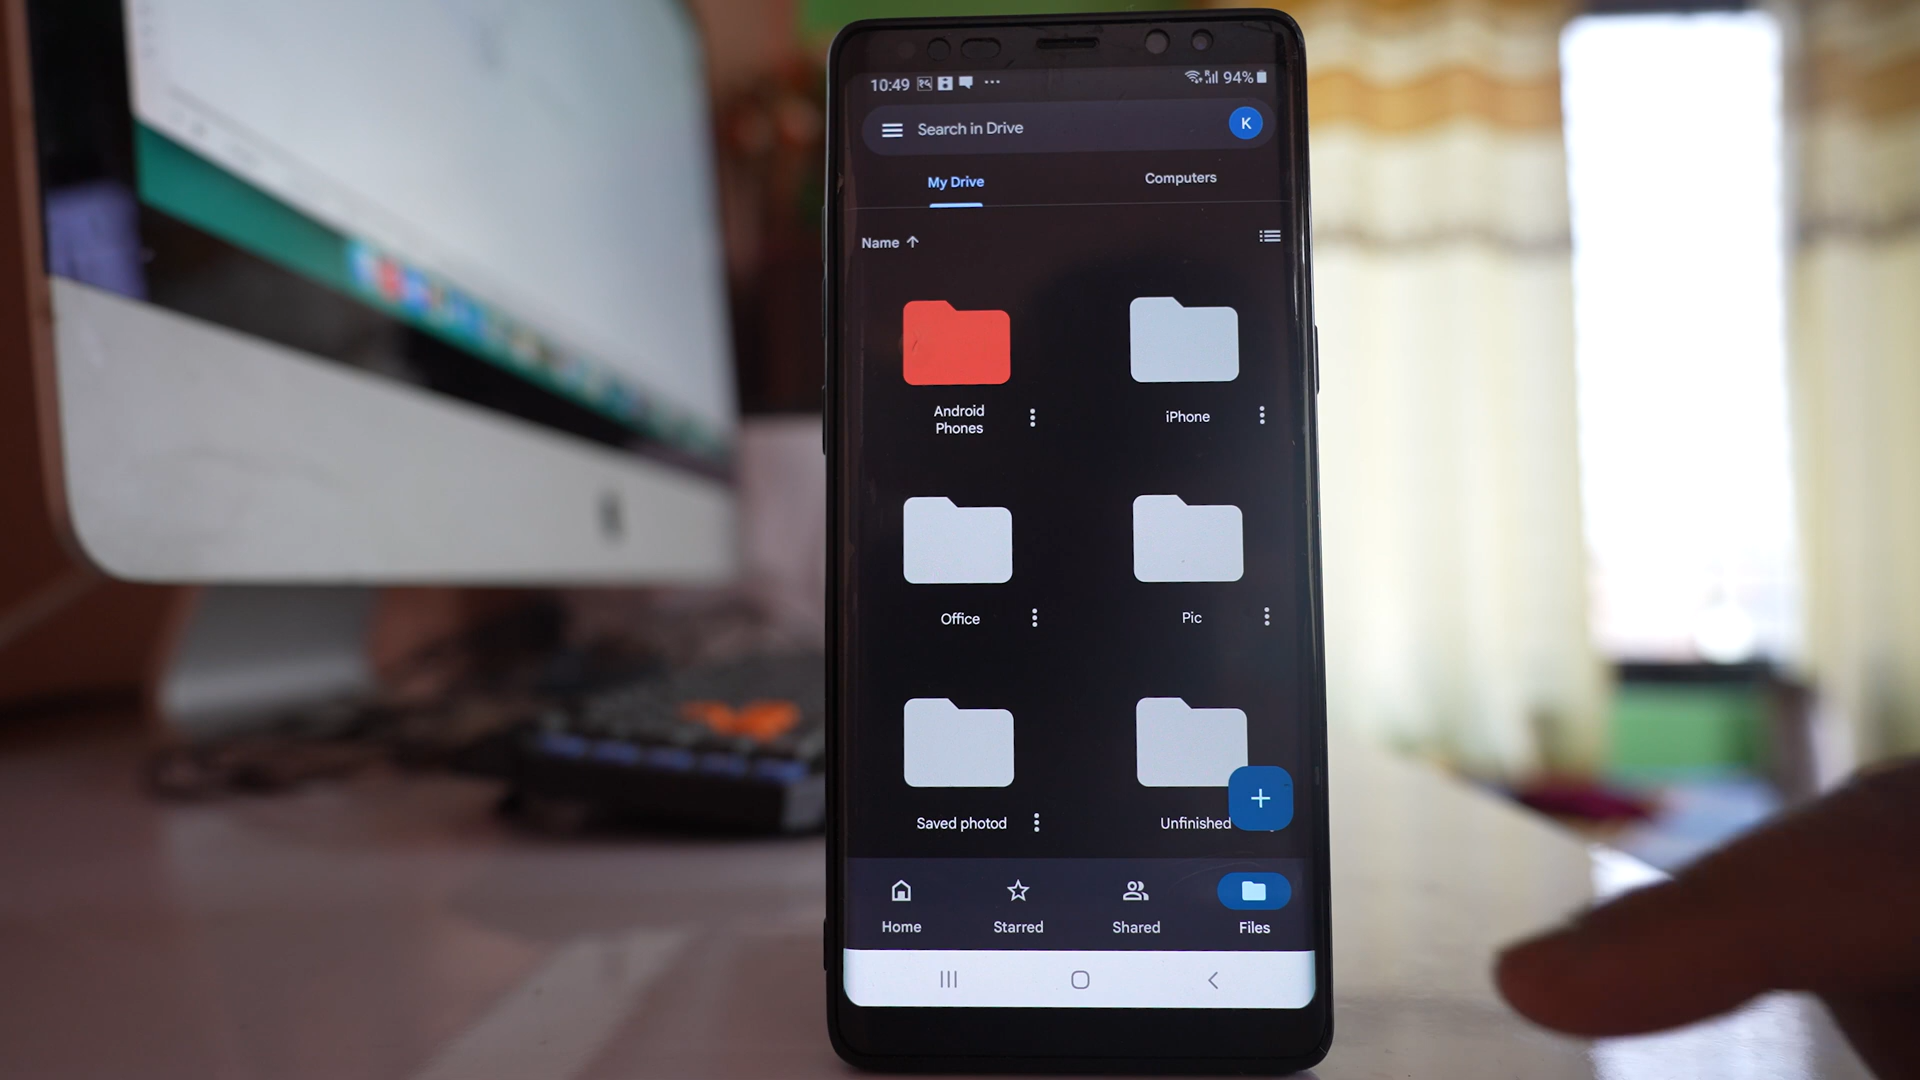 10:49
94%
Search in Drive
K
My Drive
Computers
Name
Android
Phones
iPhone
Office
Pic
Saved photod
Unfinished
Home
Starred
Shared
Files